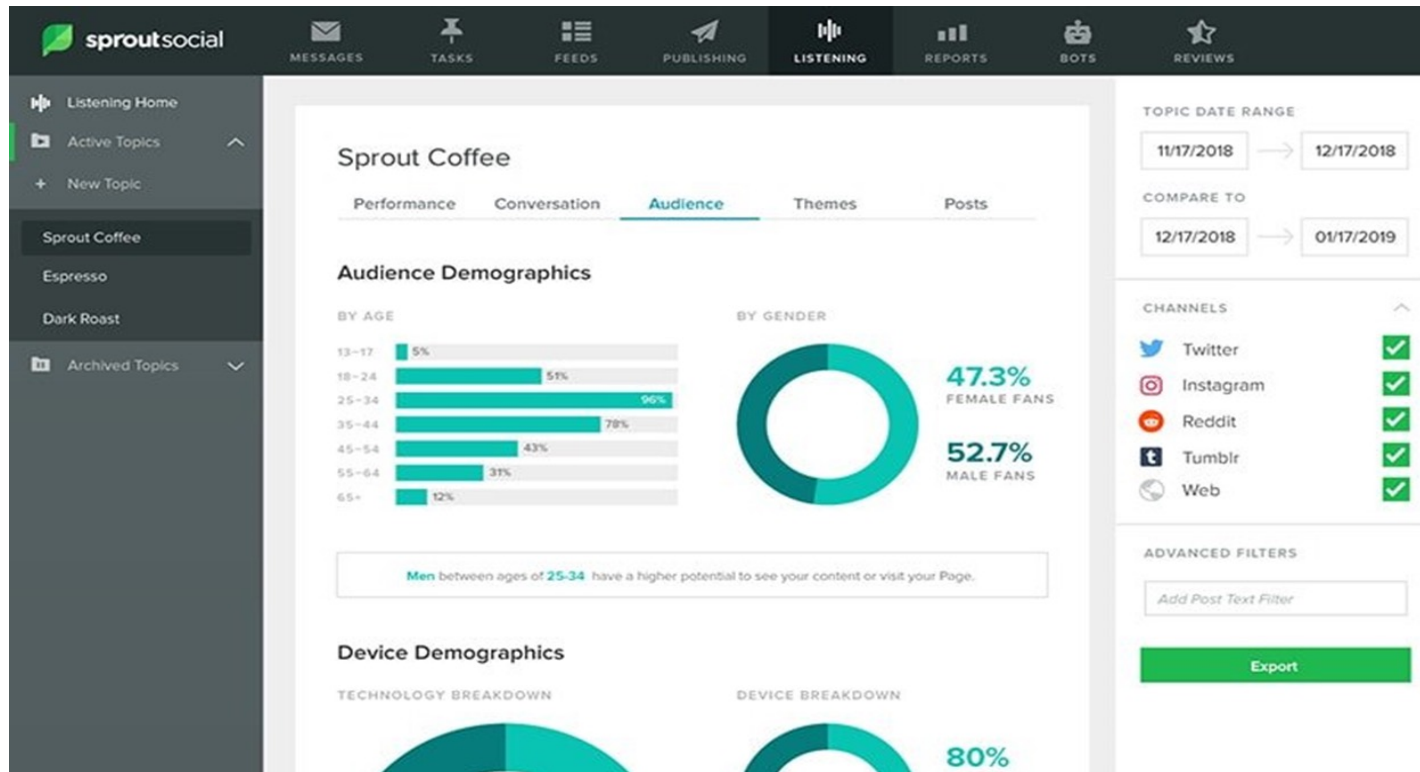 sproutsocial
MESSAGES
TASKS
FEEDS
PUBLISHING
LISTENING
REPORTS
BOTS
REVIEWS
Listening Home
Active Topics
+ New Topic
Sprout Coffee
Espresso
Dark Roast
Archived Topics
Sprout Coffee
Performance
Conversation
Audience
Themes
Posts
Audience Demographics
BY AGE
13-17 5%
18-24 51%
25-34 96%
35-44 78%
45-54 43%
55-64 31%
65+ 12%
BY GENDER
47.3%
FEMALE FANS
52.7%
MALE FANS
Men between ages of 25-34 have a higher potential to see your content or visit your Page.
Device Demographics
TECHNOLOGY BREAKDOWN
DEVICE BREAKDOWN
80%
TOPIC DATE RANGE
11/17/2018 → 12/17/2018
COMPARE TO
12/17/2018 → 01/17/2019
CHANNELS
Twitter
Instagram
Reddit
Tumblr
Web
ADVANCED FILTERS
Add Post Text Filter
Export